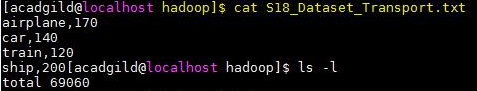 [acadgild@localhost hadoop]$ cat S18_Dataset_Transport.txt
airplane,170
car,140
train,120
ship,200[acadgild@localhost hadoop]$ ls -l
total 69060